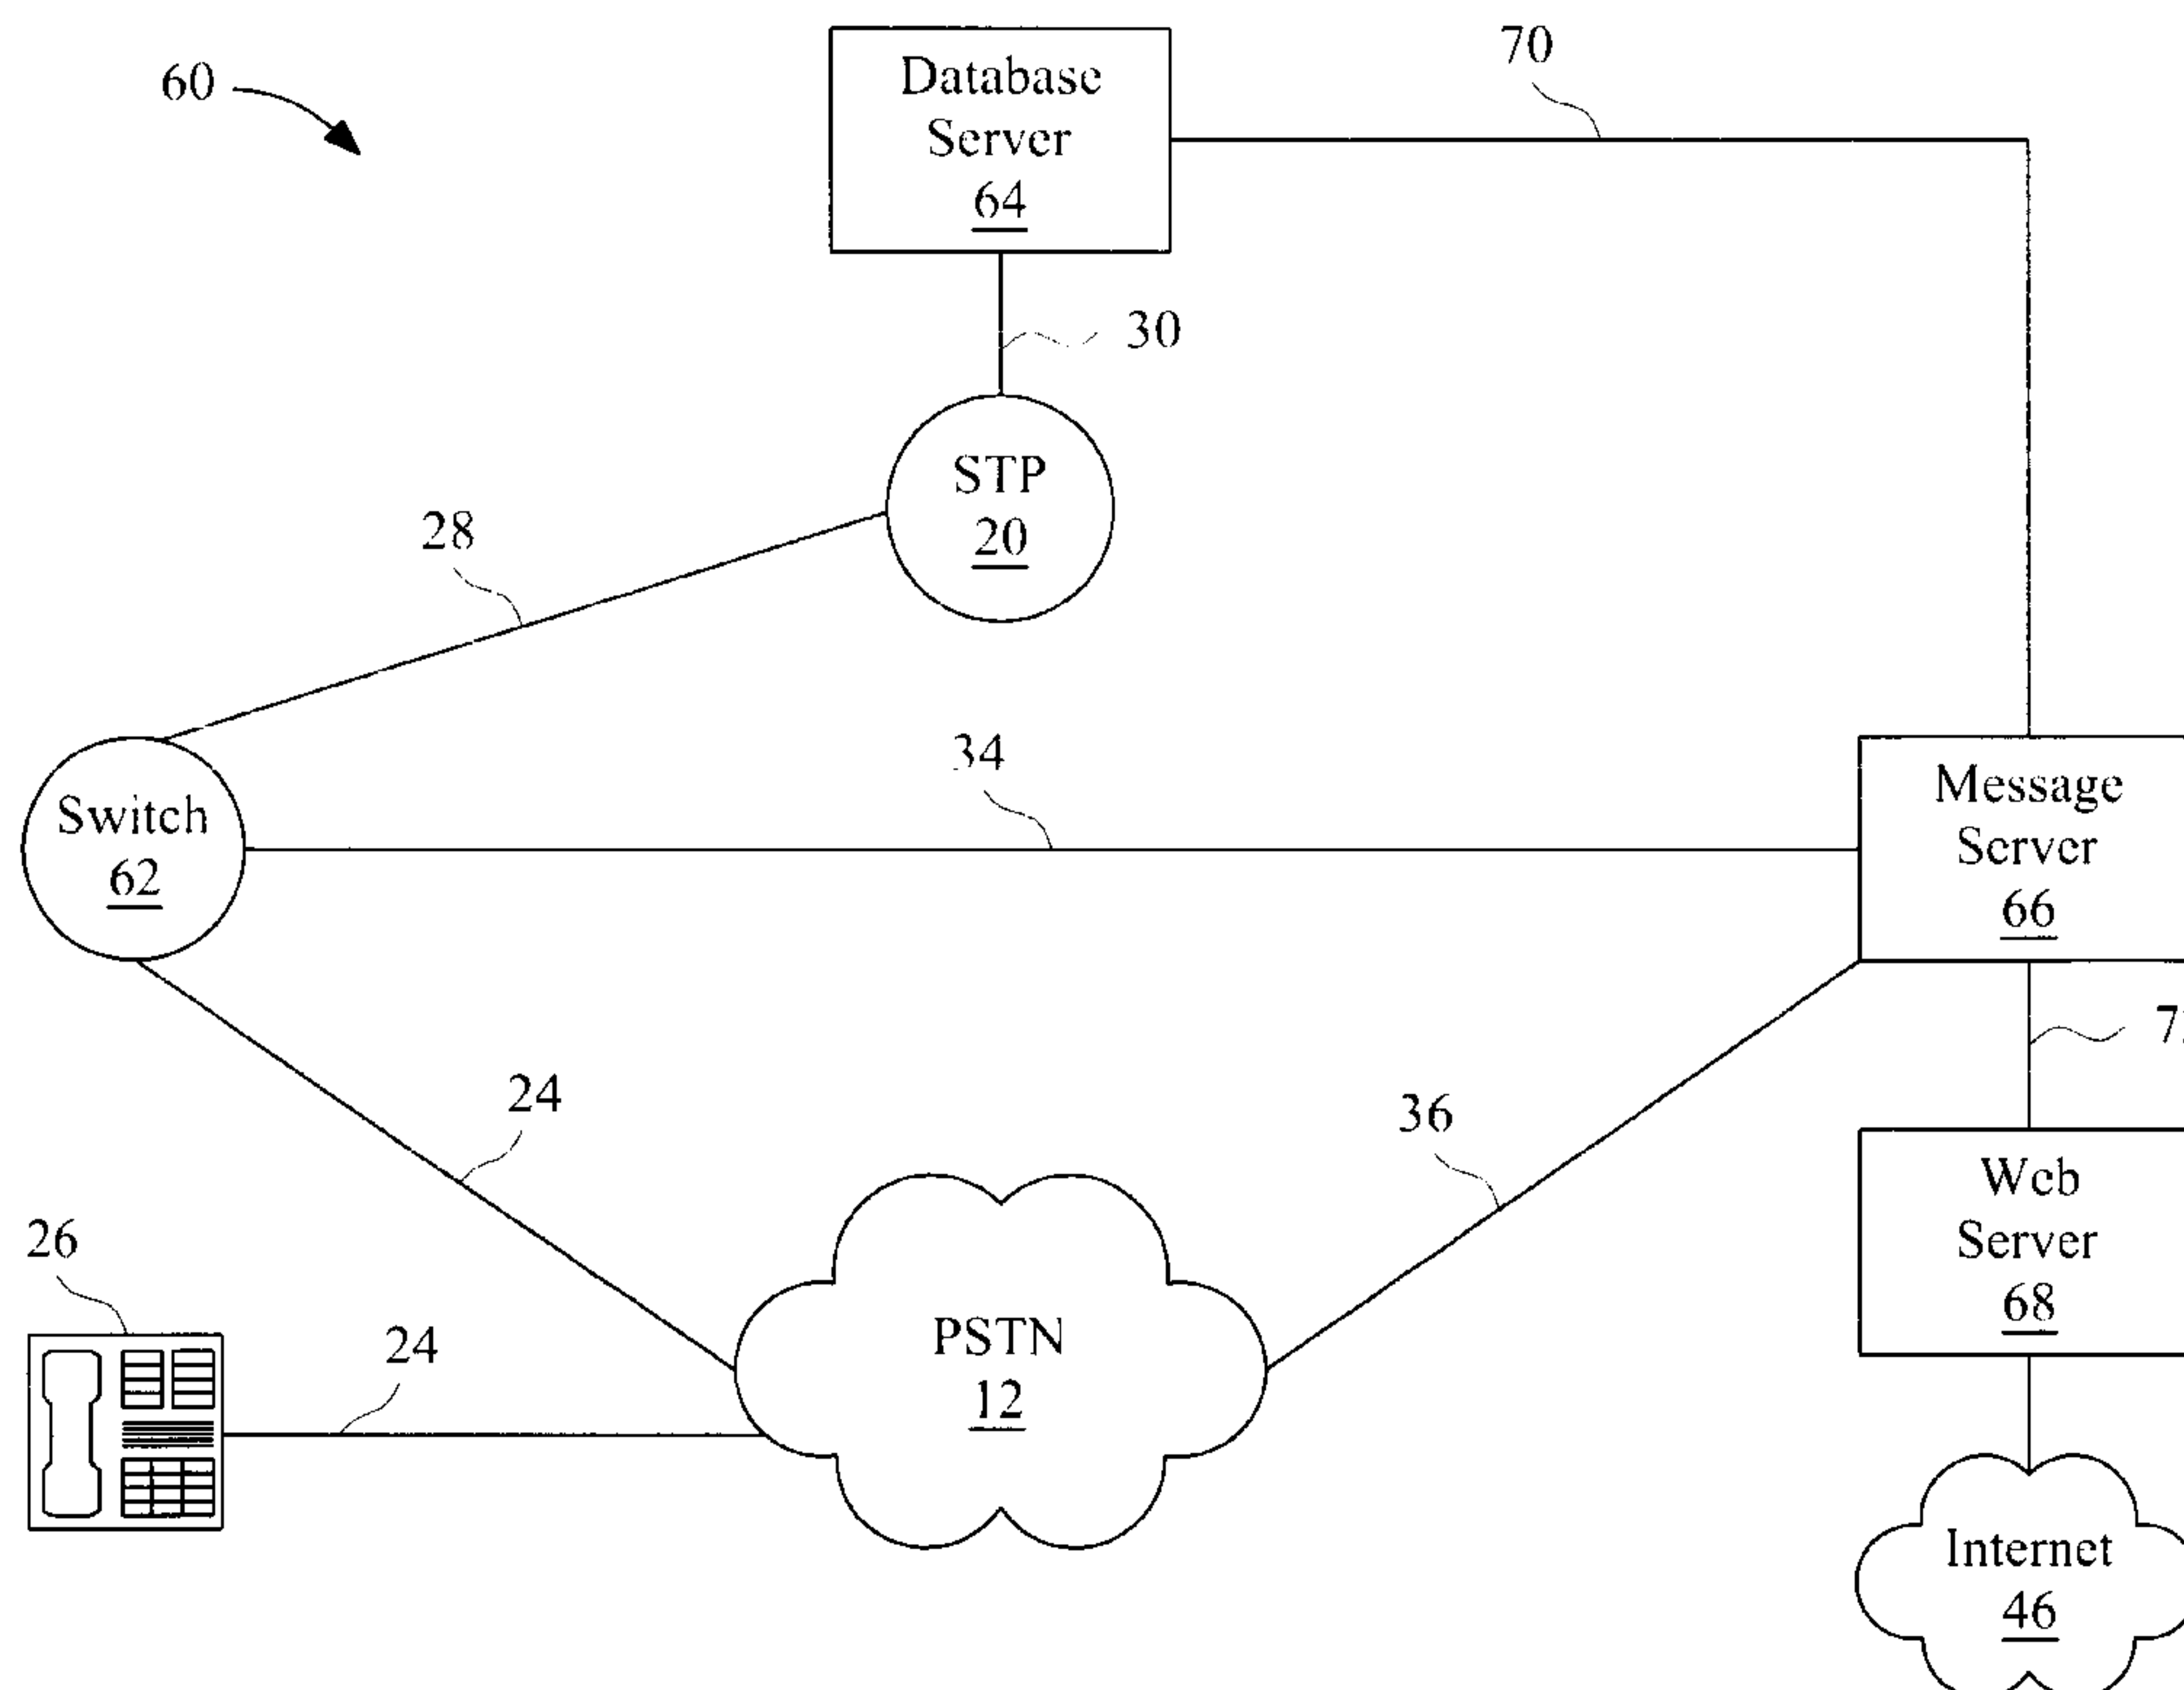 60
70
Database
Server
64
30
STP
20
28
34
Switch
62
Message
Server
66
24
36
Web
Server
68
26
24
PSTN
12
Internet
46